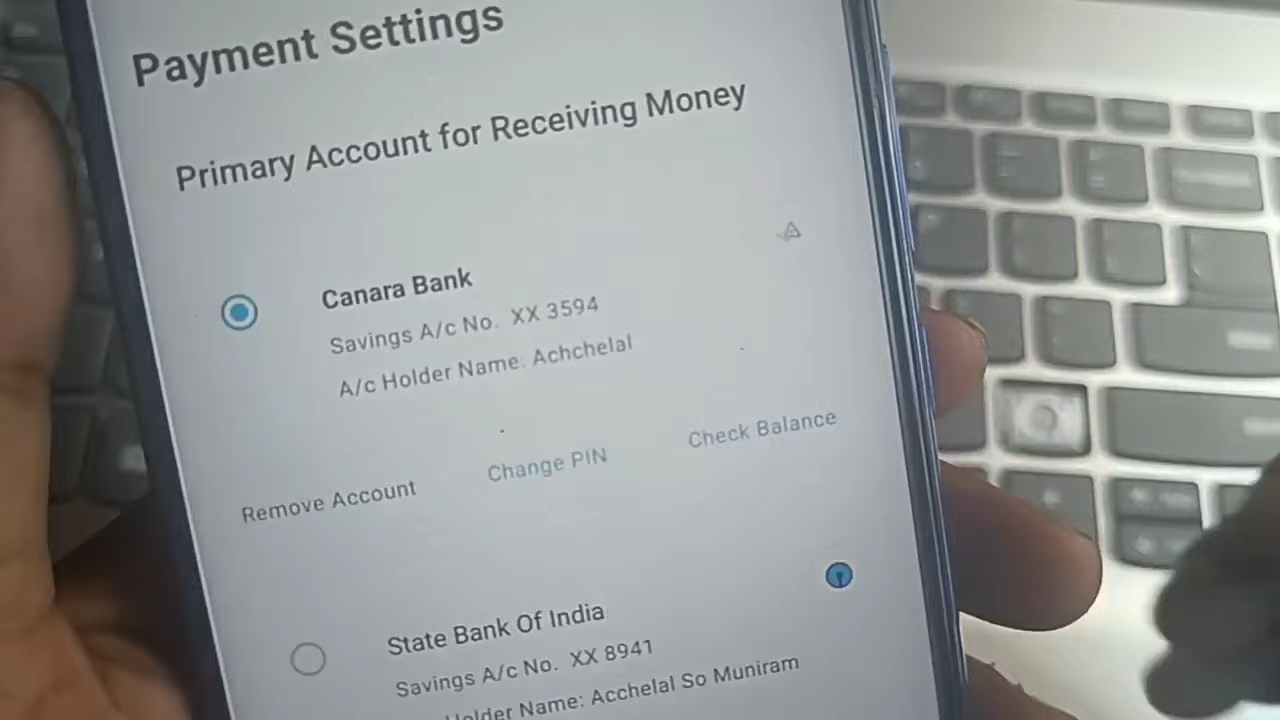 Payment Settings
Primary Account for Receiving Money
Canara Bank
Savings A/c No. XX 3594
A/c Holder Name: Achchelal
Remove Account
Change PIN
Check Balance
State Bank Of India
Savings A/c No. XX 8941
Holder Name: Acchelal So Muniram